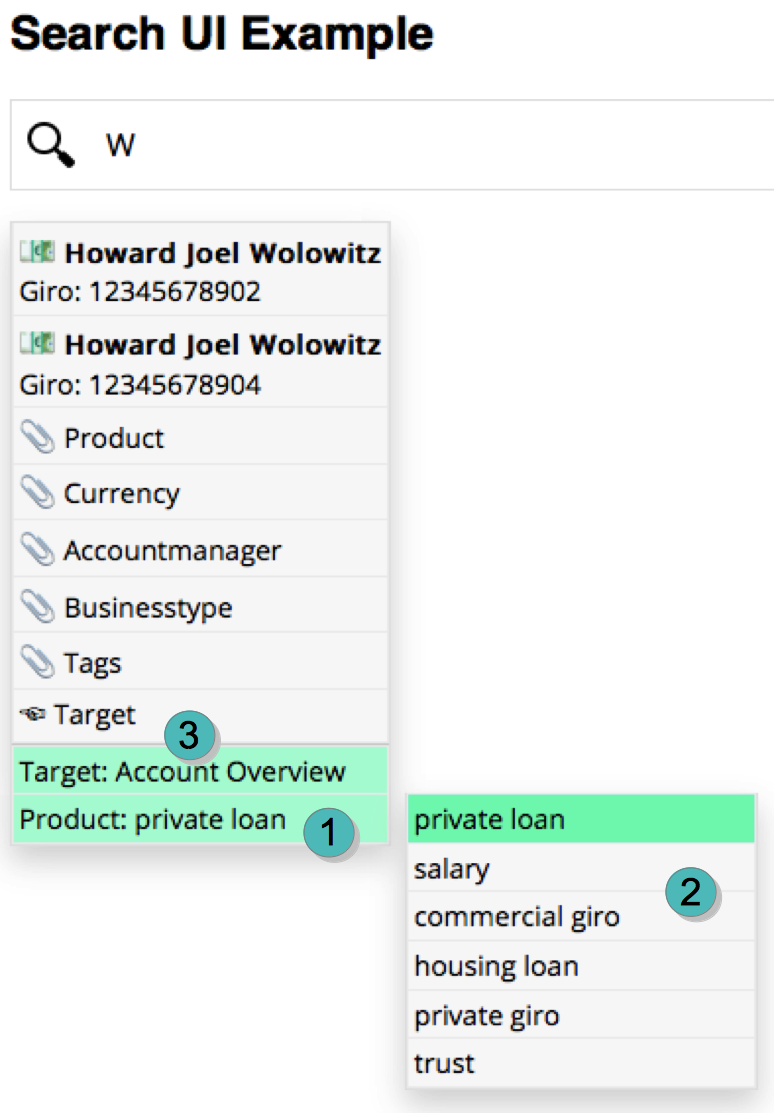 Search UI Example
W
Howard Joel Wolowitz
Giro: 12345678902
Howard Joel Wolowitz
Giro: 12345678904
Product
Currency
Accountmanager
Businesstype
Tags
Target
3
Target: Account Overview
Product: private loan
1
private loan
salary
2
commercial giro
housing loan
private giro
trust